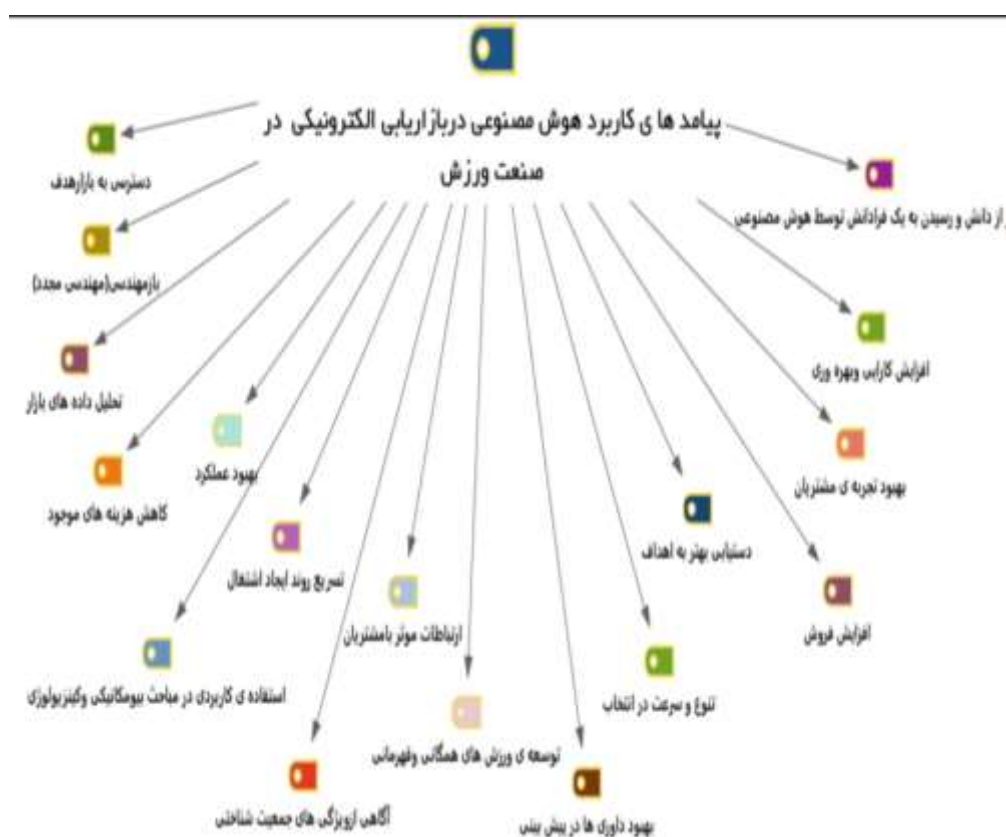 پیامد ها ی کاربرد هوش مصنوعی درباز اریابی الکترونیکی در
صنعت ورزش
دسترسی به بازارهدف
از دانش و رسیدن به یک فرادانش توسط هوش مصنوعی
بازمهندسی(مهندسی مجدد)
افزایش کارایی وبهره وری
تحلیل داده های بازار
بهبود تجربه ی مشتریان
بهبود عملکرد
کاهش هزینه های موجود
دستیابی بهتر به اهداف
تسریع روند ایجاد اشتغال
افزایش فروش
ارتباطات موثر بامشتریان
استفاده ی کاربردی در مباحث بیومکانیکی وکینزیولوژی
تنوع و سرعت در انتخاب
توسعه ی ورزش های همگانی وقهرمانی
آگاهی ازویژگی های جمعیت شناختی
بهبود داوری ها در پیش بینی